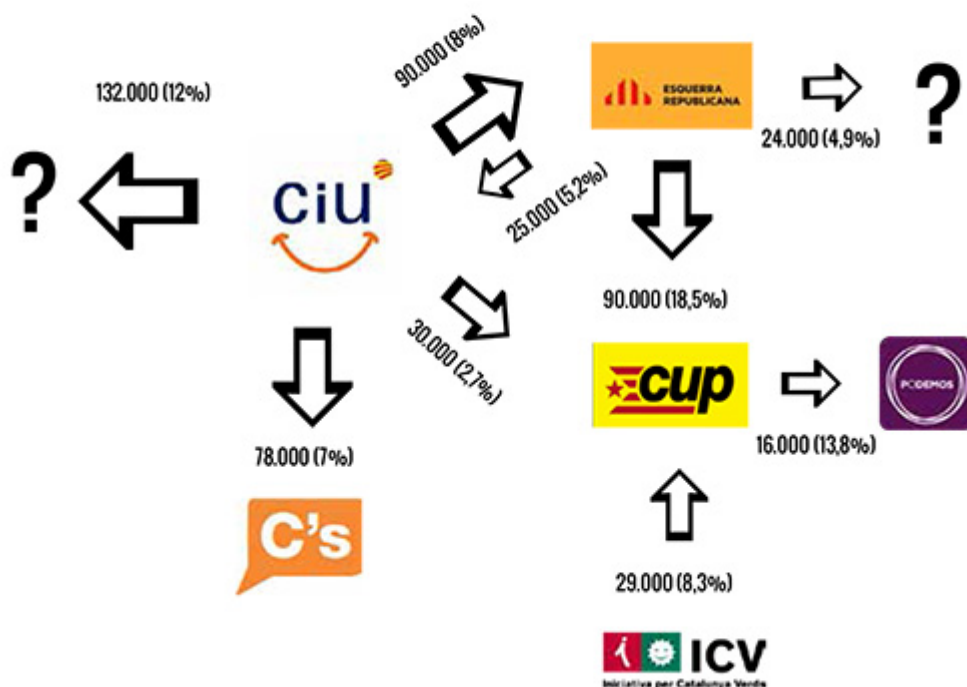 90.000 (8%)
132.000 (12%)
ESQUERRA
REPUBLICANA
?
24.000 (4,9%)
?
ciu
25.000 (5,2%)
90.000 (18,5%)
30.000 (2,7%)
cup
PODEMOS
16.000 (13,8%)
78.000 (7%)
C's
29.000 (8,3%)
ICV
Iniciativa per Catalunya Verds